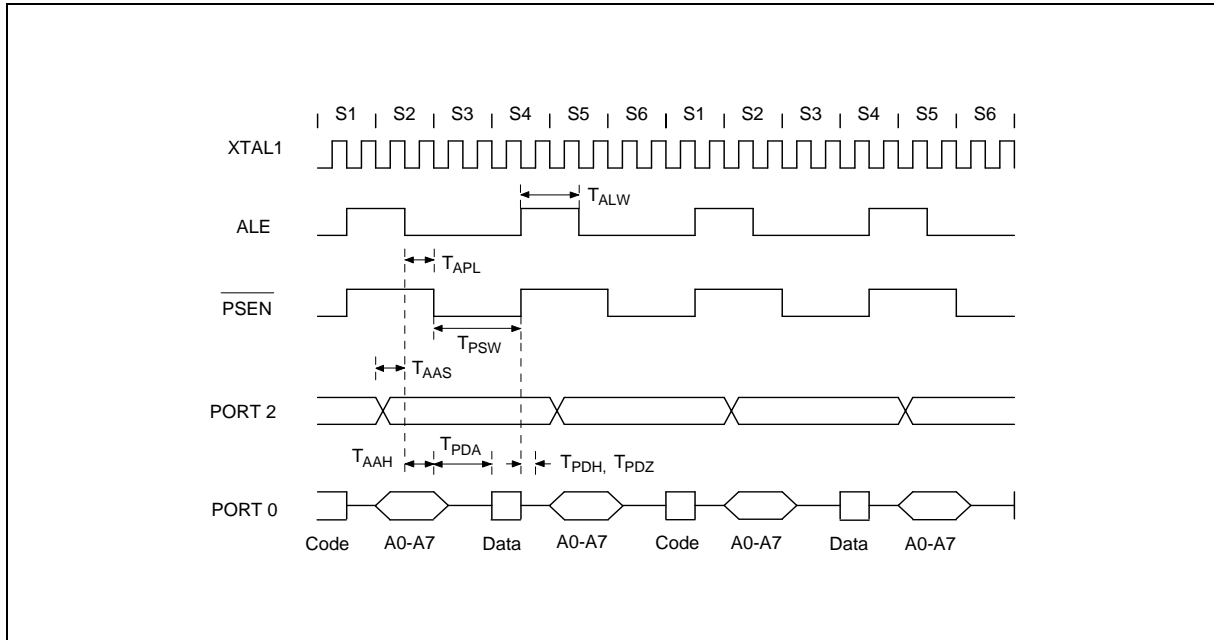 S1 S2 S3 S4 S5 S6 S1 S2 S3 S4 S5 S6
XTAL1
TALW
ALE
TAPL
PSEN
TPSW
TAAS
PORT 2
TAAH TPDA TPDH, TPDZ
PORT 0
Code A0-A7 Data A0-A7 Code A0-A7 Data A0-A7